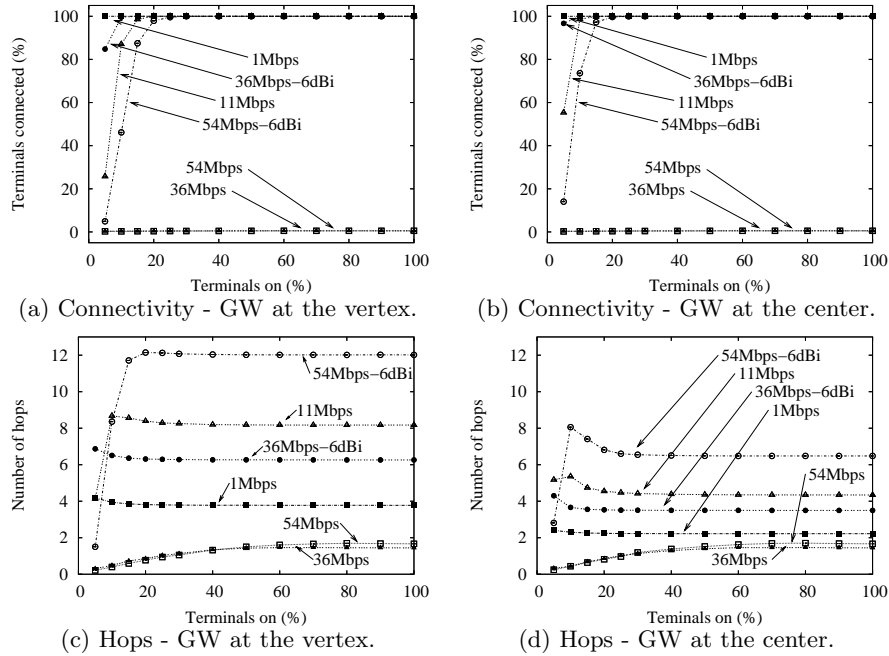 Terminals connected (%)
100
80
60
40
20
0
1Mbps
36Mbps−6dBi
11Mbps
54Mbps−6dBi
54Mbps
36Mbps
0 20 40 60 80 100
Terminals on (%)
(a) Connectivity - GW at the vertex.
Terminals connected (%)
100
80
60
40
20
0
1Mbps
36Mbps−6dBi
11Mbps
54Mbps−6dBi
54Mbps
36Mbps
0 20 40 60 80 100
Terminals on (%)
(b) Connectivity - GW at the center.
Number of hops
12
10
8
6
4
2
0
54Mbps−6dBi
11Mbps
36Mbps−6dBi
1Mbps
54Mbps
36Mbps
0 20 40 60 80 100
Terminals on (%)
(c) Hops - GW at the vertex.
Number of hops
12
10
8
6
4
2
0
54Mbps−6dBi
11Mbps
36Mbps−6dBi
1Mbps
54Mbps
36Mbps
0 20 40 60 80 100
Terminals on (%)
(d) Hops - GW at the center.